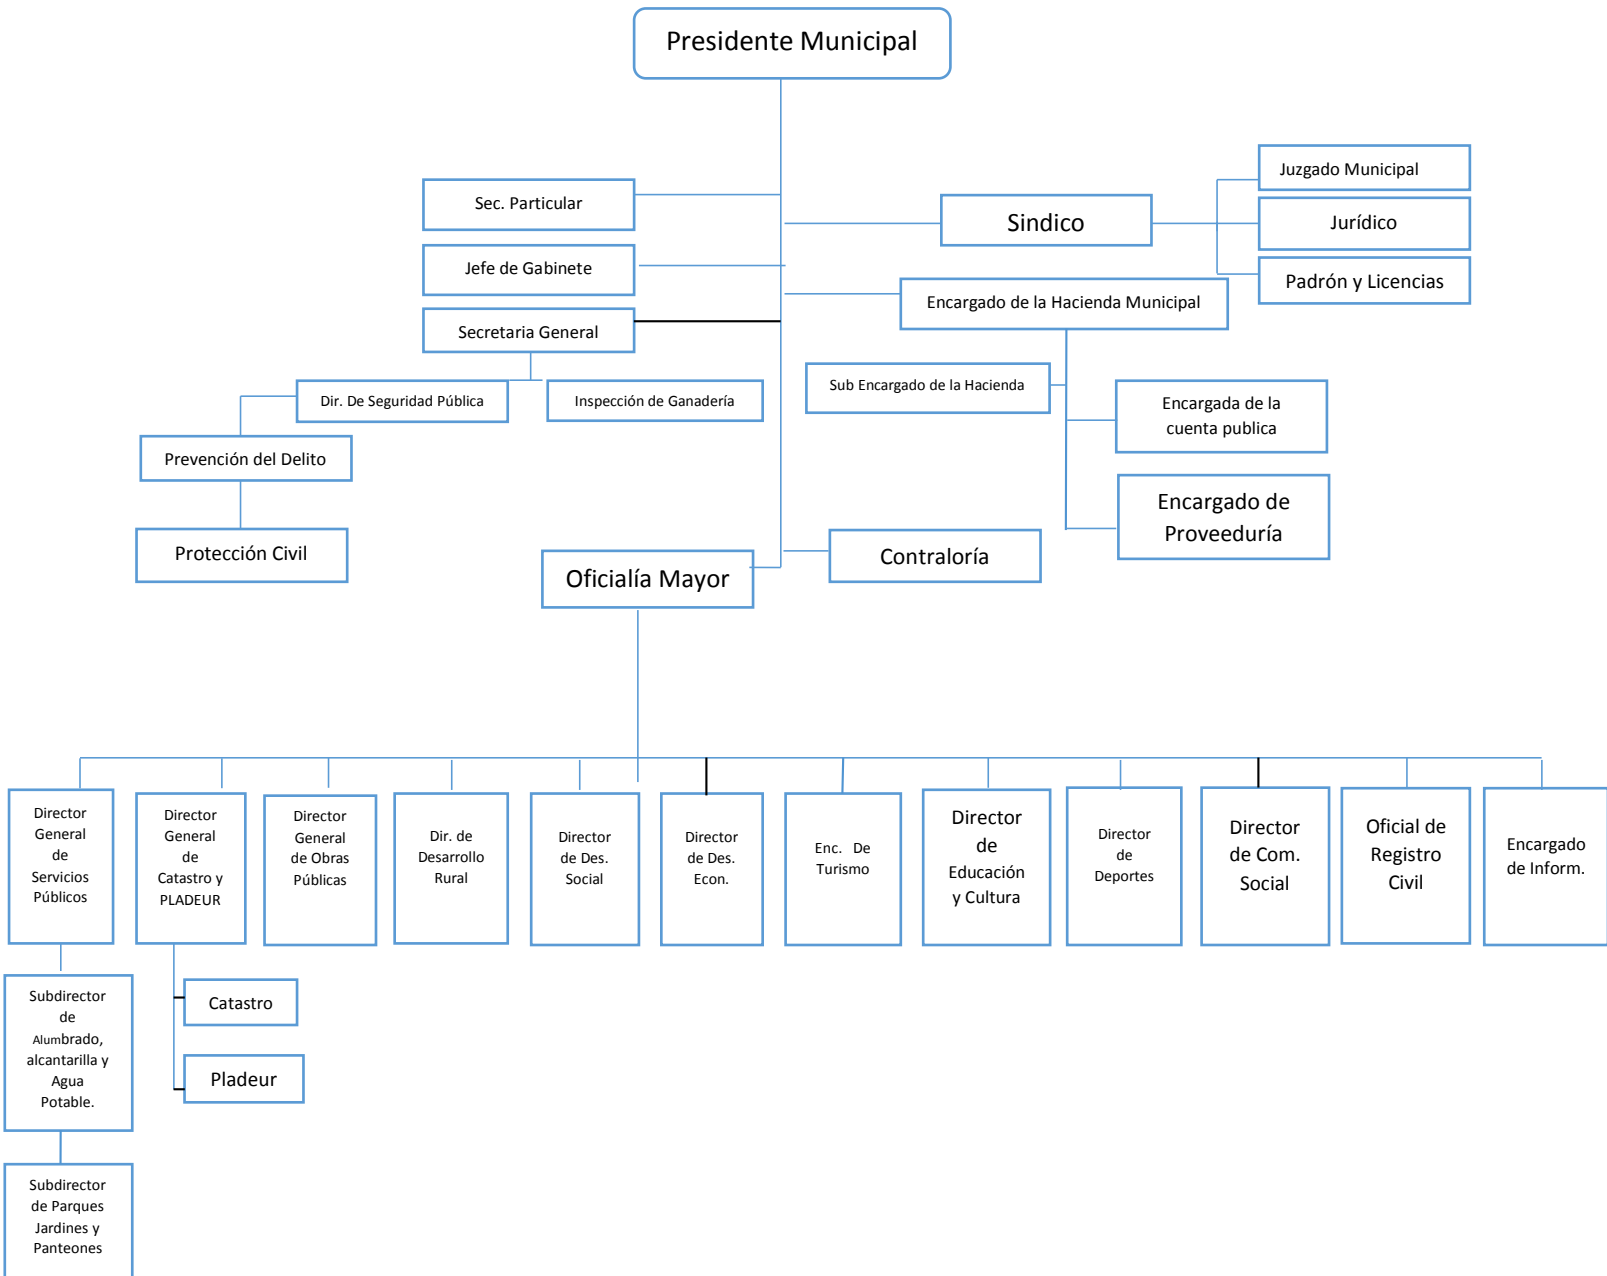 Presidente Municipal
Juzgado Municipal
Sec. Particular
Sindico
Jurídico
Jefe de Gabinete
Padrón y Licencias
Encargado de la Hacienda Municipal
Secretaria General
Sub Encargado de la Hacienda
Dir. De Seguridad Pública
Inspección de Ganadería
Encargada de la
cuenta publica
Prevención del Delito
Encargado de
Proveeduría
Protección Civil
Contraloría
Oficialía Mayor
Director
General
de
Servicios
Públicos
Director
General
de
Catastro y
PLADEUR
Director
General
de Obras
Públicas
Dir. de
Desarrollo
Rural
Director
de Des.
Social
Director
de Des.
Econ.
Enc. De
Turismo
Director
de
Educación
y Cultura
Director
de
Deportes
Director
de Com.
Social
Oficial de
Registro
Civil
Encargado
de Inform.
Subdirector
de
Alumbrado,
alcantarilla y
Agua
Potable.
Catastro
Pladeur
Subdirector
de Parques
Jardines y
Panteones